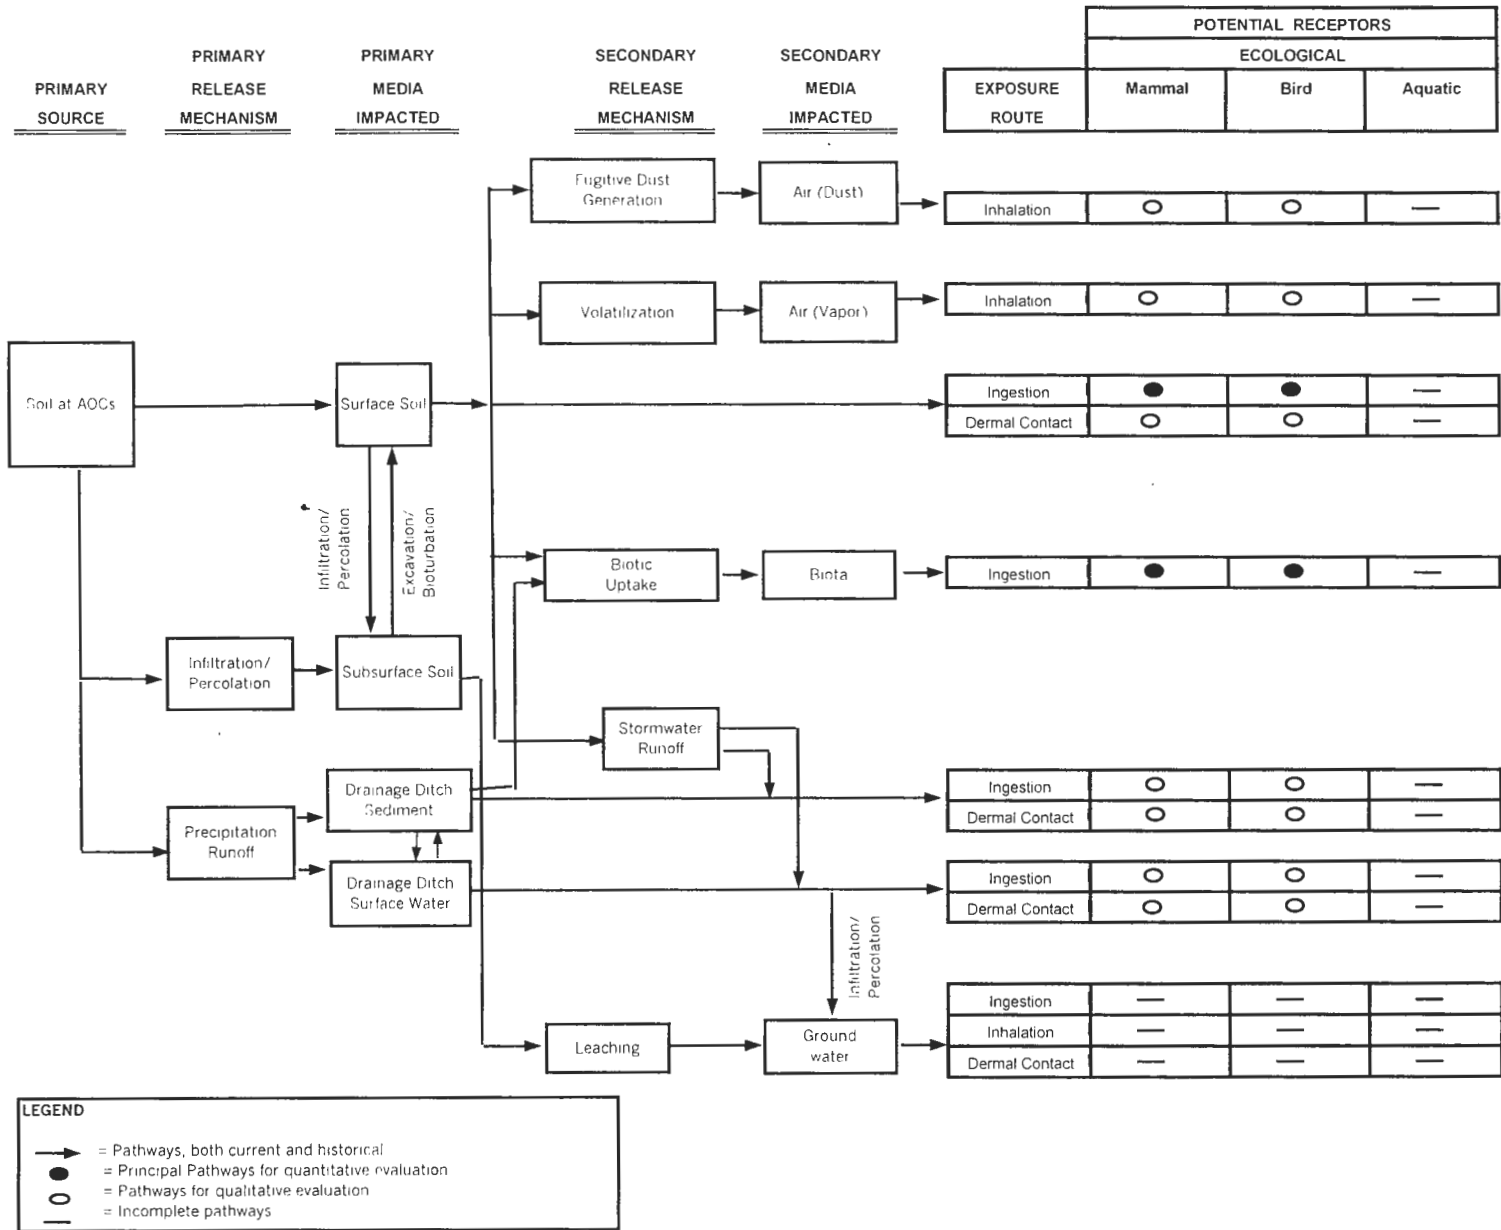 POTENTIAL RECEPTORS
ECOLOGICAL
PRIMARY
SOURCE
PRIMARY
RELEASE
MECHANISM
PRIMARY
MEDIA
IMPACTED
SECONDARY
RELEASE
MECHANISM
SECONDARY
MEDIA
IMPACTED
EXPOSURE
ROUTE
Mammal
Bird
Aquatic
Fugitive Dust
Generation
Air (Dust)
Inhalation
Volatilization
Air (Vapor)
Inhalation
Soil at AOCs
Surface Soil
Ingestion
Dermal Contact
Infiltration/
Percolation
Excavation/
Bioturbation
Biotic
Uptake
Biota
Ingestion
Infiltration/
Percolation
Subsurface Soil
Stormwater
Runoff
Drainage Ditch
Sediment
Ingestion
Dermal Contact
Precipitation
Runoff
Drainage Ditch
Surface Water
Ingestion
Dermal Contact
Infiltration/
Percolation
Leaching
Ground
water
Ingestion
Inhalation
Dermal Contact
LEGEND
= Pathways, both current and historical
= Principal Pathways for quantitative evaluation
= Pathways for qualitative evaluation
= Incomplete pathways